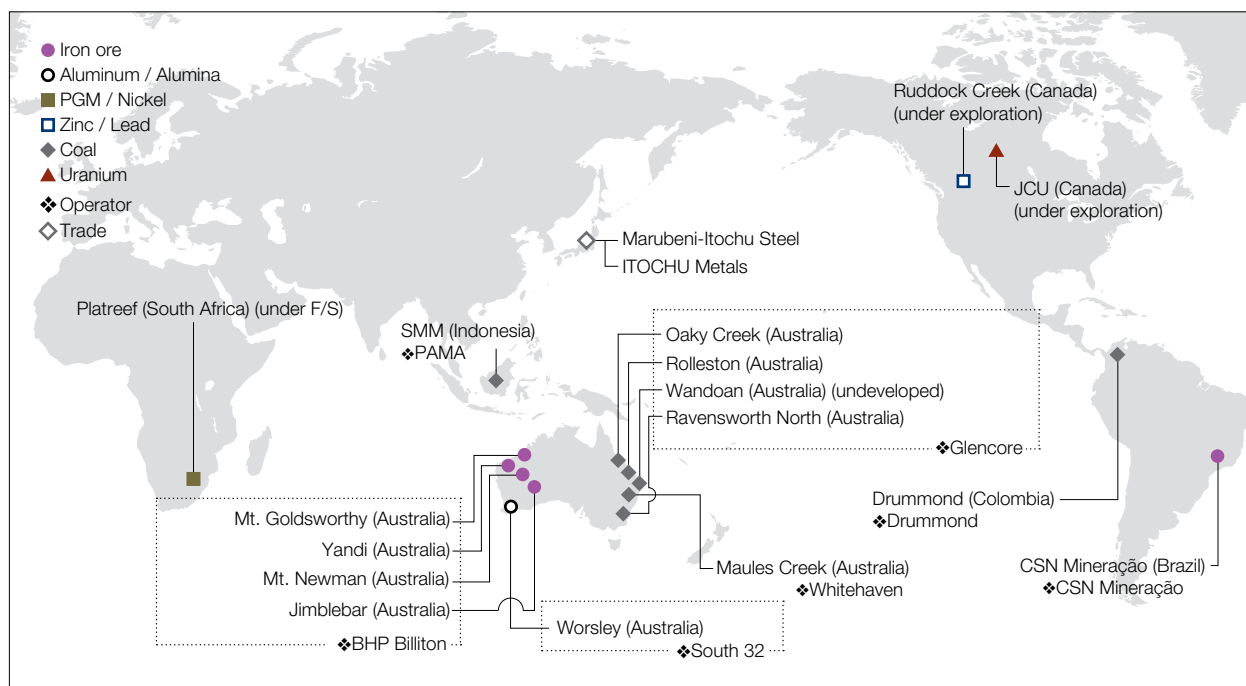 Iron ore
Aluminum / Alumina
PGM / Nickel
Zinc / Lead
Coal
Uranium
❖Operator
Trade
Ruddock Creek (Canada)
(under exploration)
JCU (Canada)
(under exploration)
Marubeni-Itochu Steel
ITOCHU Metals
Platreef (South Africa) (under F/S)
SMM (Indonesia)
❖PAMA
Oaky Creek (Australia)
Rolleston (Australia)
Wandoan (Australia) (undeveloped)
Ravensworth North (Australia)
❖Glencore
Drummond (Colombia)
❖Drummond
Mt. Goldsworthy (Australia)
Yandi (Australia)
Mt. Newman (Australia)
Jimblebar (Australia)
❖BHP Billiton
Maules Creek (Australia)
❖Whitehaven
CSN Mineração (Brazil)
❖CSN Mineração
Worsley (Australia)
❖South 32